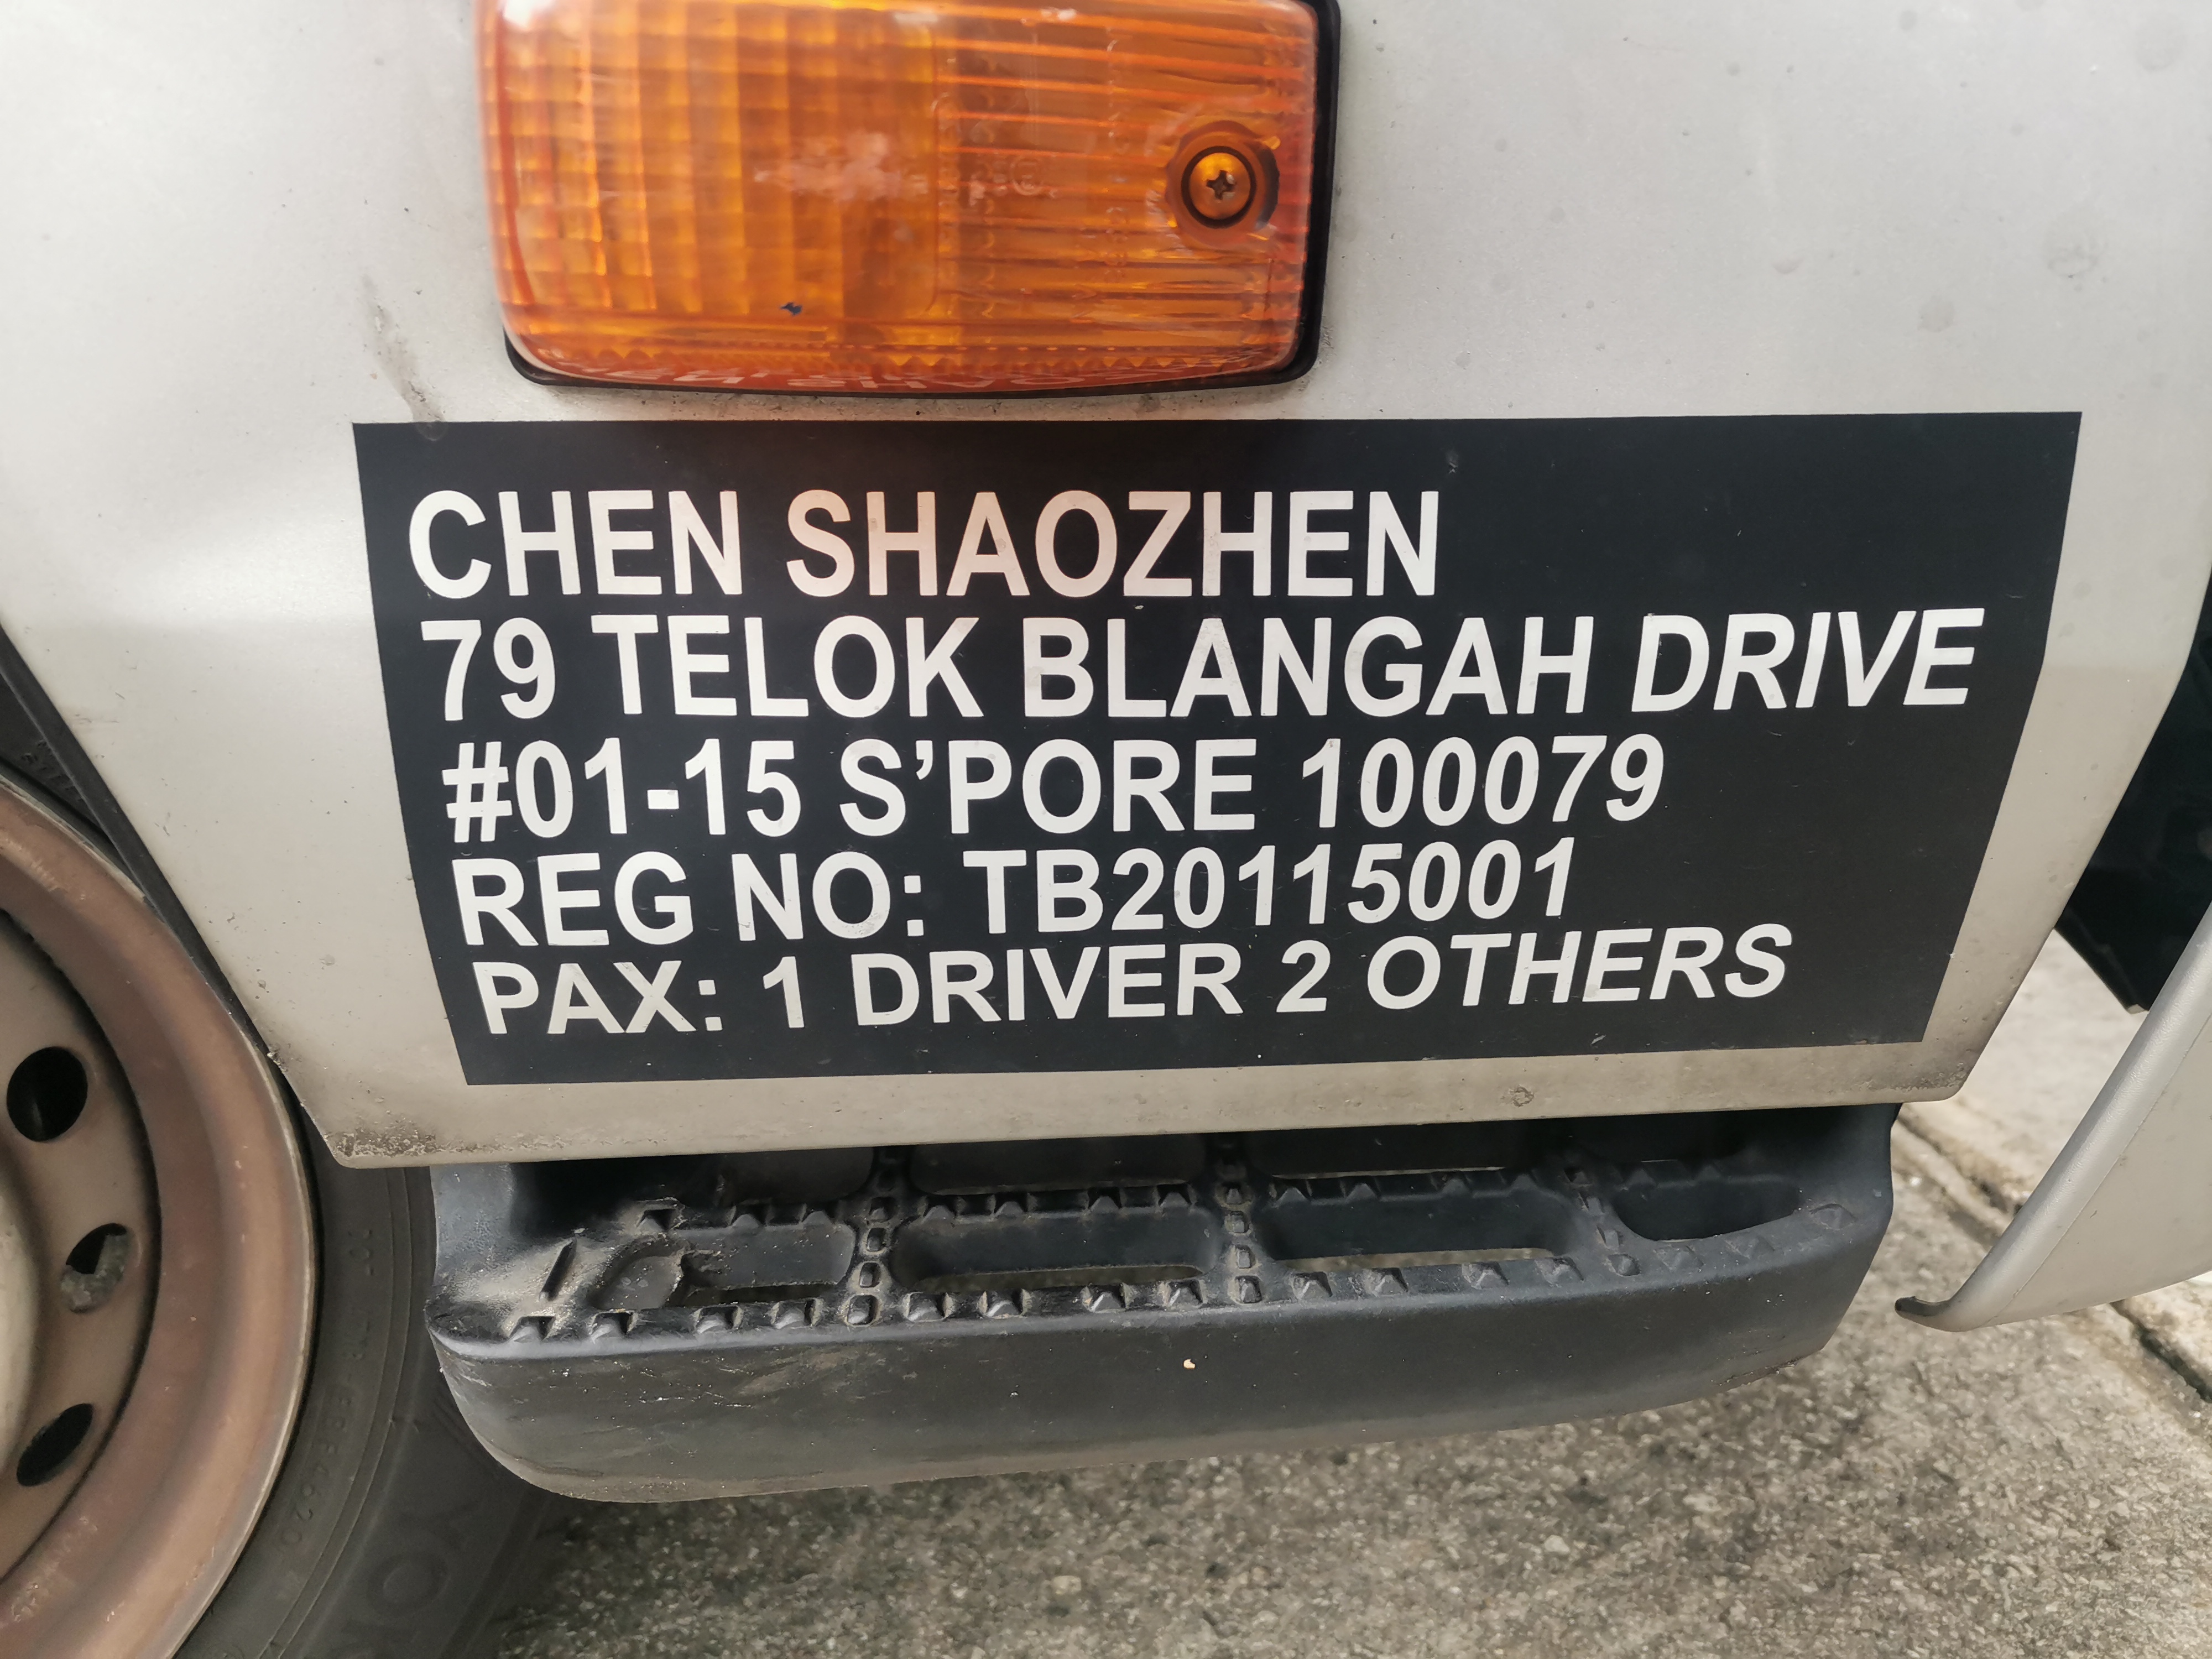 CHEN SHAOZHEN
79 TELOK BLANGAH DRIVE
#01-15 S'PORE 100079
REG NO: TB20115001
PAX: 1 DRIVER 2 OTHERS